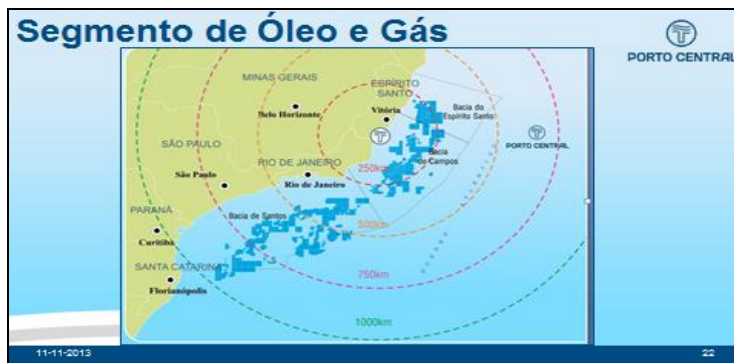 Segmento de Óleo e Gás
PORTO CENTRAL
MINAS GERAIS
ESPÍRITO
SANTO
Belo Horizonte
Vitória
Bacia do
Espírito Santo
PORTO CENTRAL
SÃO PAULO
RIO DE JANEIRO
Bacia
de Campos
250km
São Paulo
Rio de Janeiro
PARANÁ
Bacia de Santos
500km
Curitiba
SANTA CATARINA
750km
Florianópolis
1000km
11-11-2013
22